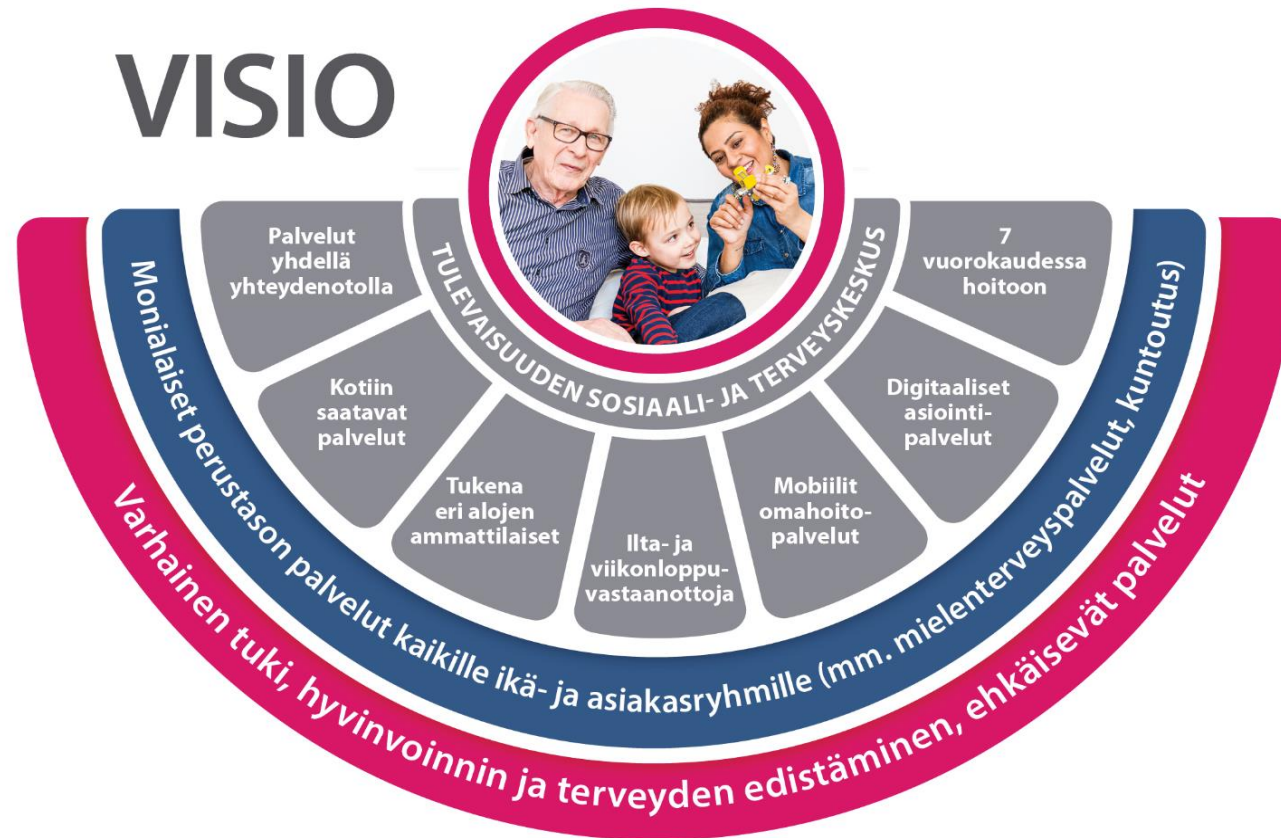 VISIO
TULEVAISUUDEN SOSIAALI- JA TERVEYSKESKUS
Palvelut
yhdellä
yhteydenotolla
Kotiin
saatavat
palvelut
Tukena
eri alojen
ammattilaiset
Ilta- ja
viikonloppu-
vastaanottoja
Mobiilit
omahoito-
palvelut
Digitaaliset
asiointi-
palvelut
7
vuorokaudessa
hoitoon
Monialaiset perustason palvelut kaikille ikä- ja asiakasryhmille (mm. mielenterveyspalvelut, kuntoutus)
Varhainen tuki, hyvinvoinnin ja terveyden edistäminen, ehkäisevät palvelut